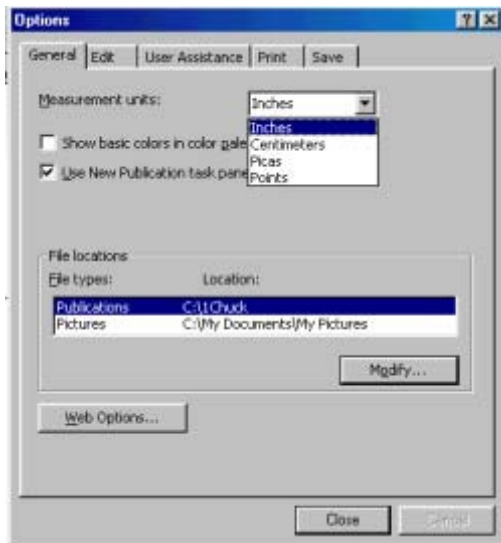 Options
General Edit User Assistance Print Save
Measurement units: Inches
Inches
Show basic colors in color pale
Centimeters
Picas
Use New Publication task pane
Points
File locations
File types: Location:
Publications C:\1Chuck
Pictures C:\My Documents\My Pictures
Modify...
Web Options...
Close Cancel